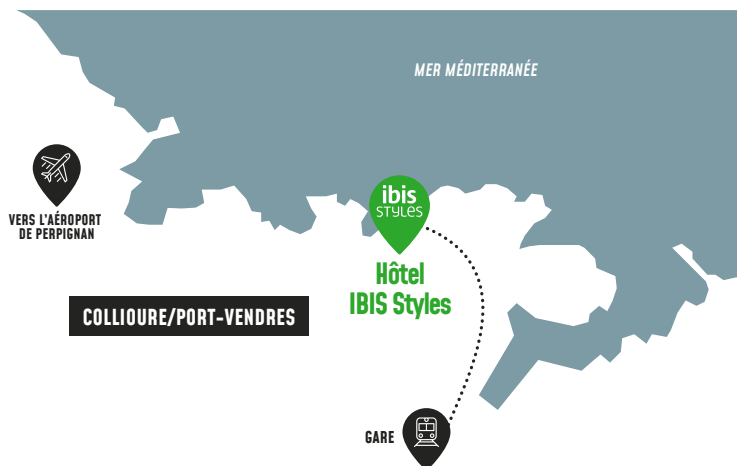 MER MÉDITERRANÉE
ibis
STYLES
VERS L'AÉROPORT
DE PERPIGNAN
Hôtel
IBIS Styles
COLLIOURE/PORT-VENDRES
GARE